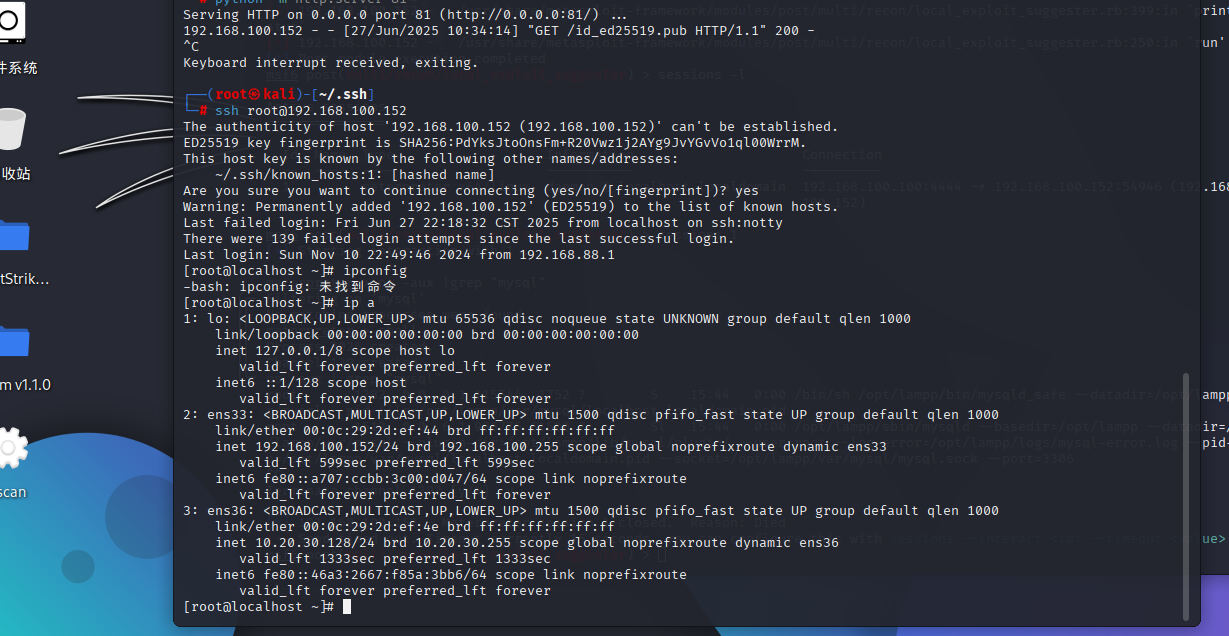 python -m http.server 81
Serving HTTP on 0.0.0.0 port 81 (http://0.0.0.0:81/) ...
192.168.100.152 - - [27/Jun/2025 10:34:14] "GET /id_ed25519.pub HTTP/1.1" 200 -
^C
Keyboard interrupt received, exiting.
┌──(root㉿kali)-[~/.ssh]
└─# ssh root@192.168.100.152
The authenticity of host '192.168.100.152 (192.168.100.152)' can't be established.
ED25519 key fingerprint is SHA256:PdYksJtoOnsFm+R20Vwz1j2AYg9JvYGvVo1ql00WrrM.
This host key is known by the following other names/addresses:
~/.ssh/known_hosts:1: [hashed name]
Are you sure you want to continue connecting (yes/no/[fingerprint])? yes
Warning: Permanently added '192.168.100.152' (ED25519) to the list of known hosts.
Last failed login: Fri Jun 27 22:18:32 CST 2025 from localhost on ssh:notty
There were 139 failed login attempts since the last successful login.
Last login: Sun Nov 10 22:49:46 2024 from 192.168.88.1
[root@localhost ~]# ipconfig
-bash: ipconfig: 未找到命令
[root@localhost ~]# ip a
1: lo: <LOOPBACK,UP,LOWER_UP> mtu 65536 qdisc noqueue state UNKNOWN group default qlen 1000
link/loopback 00:00:00:00:00:00 brd 00:00:00:00:00:00
inet 127.0.0.1/8 scope host lo
valid_lft forever preferred_lft forever
inet6 ::1/128 scope host
valid_lft forever preferred_lft forever
2: ens33: <BROADCAST,MULTICAST,UP,LOWER_UP> mtu 1500 qdisc pfifo_fast state UP group default qlen 1000
link/ether 00:0c:29:2d:ef:44 brd ff:ff:ff:ff:ff:ff
inet 192.168.100.152/24 brd 192.168.100.255 scope global noprefixroute dynamic ens33
valid_lft 599sec preferred_lft 599sec
inet6 fe80::a707:ccbb:3c00:d047/64 scope link noprefixroute
valid_lft forever preferred_lft forever
3: ens36: <BROADCAST,MULTICAST,UP,LOWER_UP> mtu 1500 qdisc pfifo_fast state UP group default qlen 1000
link/ether 00:0c:29:2d:ef:4e brd ff:ff:ff:ff:ff:ff
inet 10.20.30.128/24 brd 10.20.30.255 scope global noprefixroute dynamic ens36
valid_lft 1333sec preferred_lft 1333sec
inet6 fe80::46a3:2667:f85a:3bb6/64 scope link noprefixroute
valid_lft forever preferred_lft forever
[root@localhost ~]#
件系统
收站
tStrik...
m v1.1.0
scan